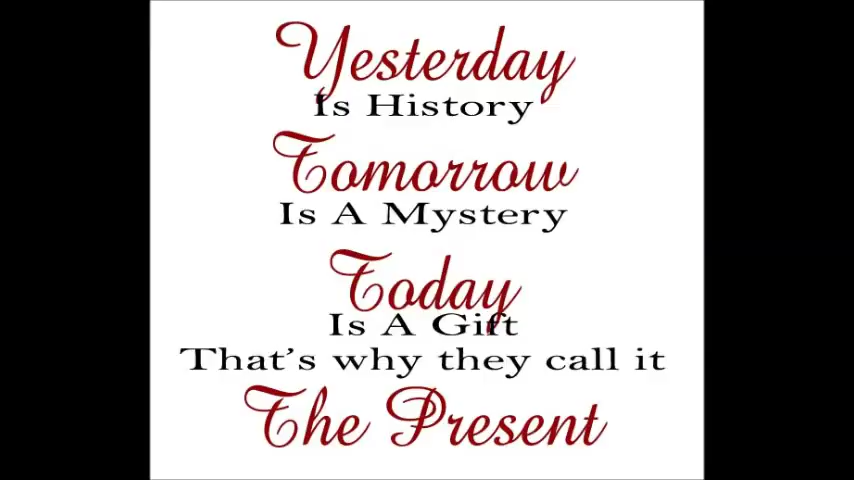 Yesterday
Is History
Tomorrow
Is A Mystery
Today
Is A Gift
That's why they call it
The Present